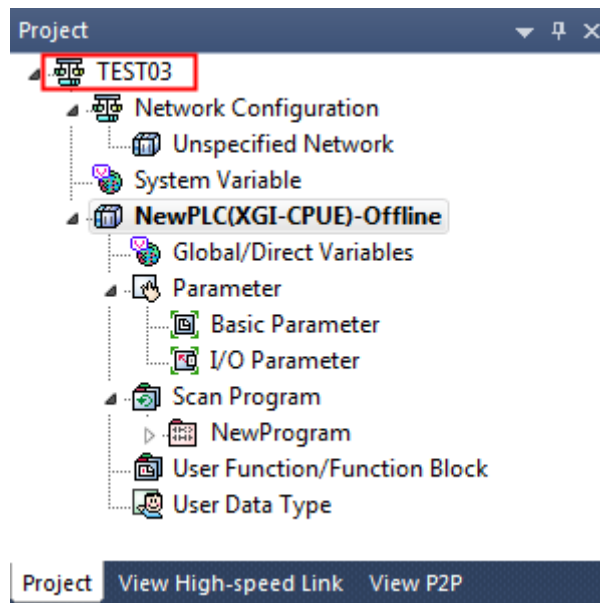 Project
TEST03
Network Configuration
Unspecified Network
System Variable
NewPLC(XGI-CPUE)-Offline
Global/Direct Variables
Parameter
Basic Parameter
I/O Parameter
Scan Program
NewProgram
User Function/Function Block
User Data Type
Project View High-speed Link View P2P